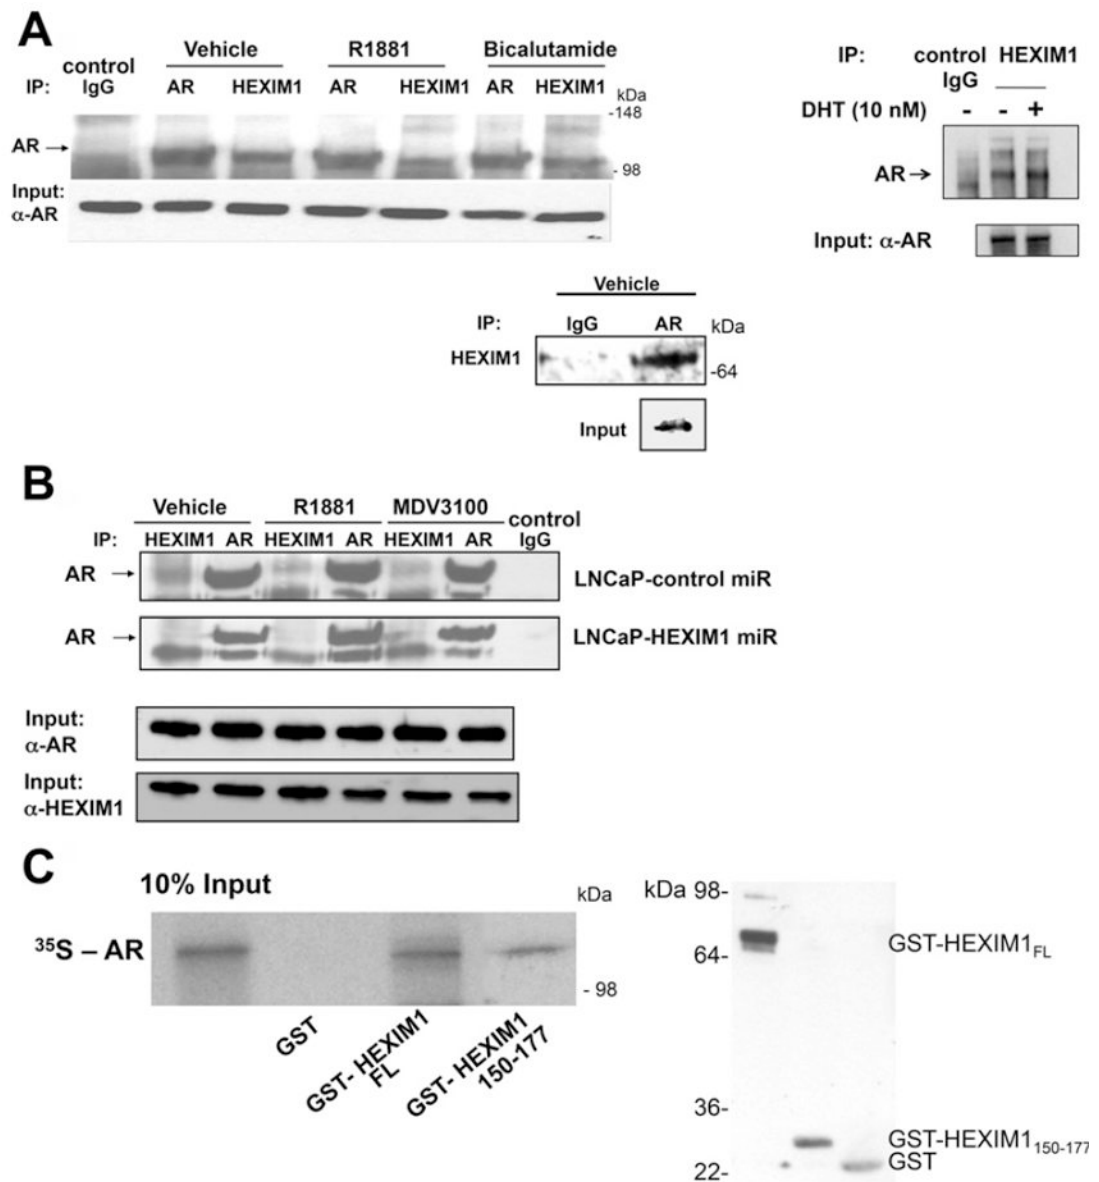 A
Vehicle R1881 Bicalutamide
control
IP: IgG AR HEXIM1 AR HEXIM1 AR HEXIM1
kDa
-148
AR →
- 98
Input:
α-AR
IP: control HEXIM1
IgG
DHT (10 nM) - - +
AR →
Input: α-AR
Vehicle
IP: IgG AR kDa
HEXIM1
-64
Input
B
Vehicle R1881 MDV3100 control
IP: HEXIM1 AR HEXIM1 AR HEXIM1 AR IgG
AR → LNCaP-control miR
AR → LNCaP-HEXIM1 miR
Input:
α-AR
Input:
α-HEXIM1
C
10% Input
kDa
35S – AR
- 98
GST
GST- HEXIM1
FL
GST- HEXIM1
150-177
kDa 98-
GST-HEXIM1FL
64-
36-
GST-HEXIM1150-177
GST
22-